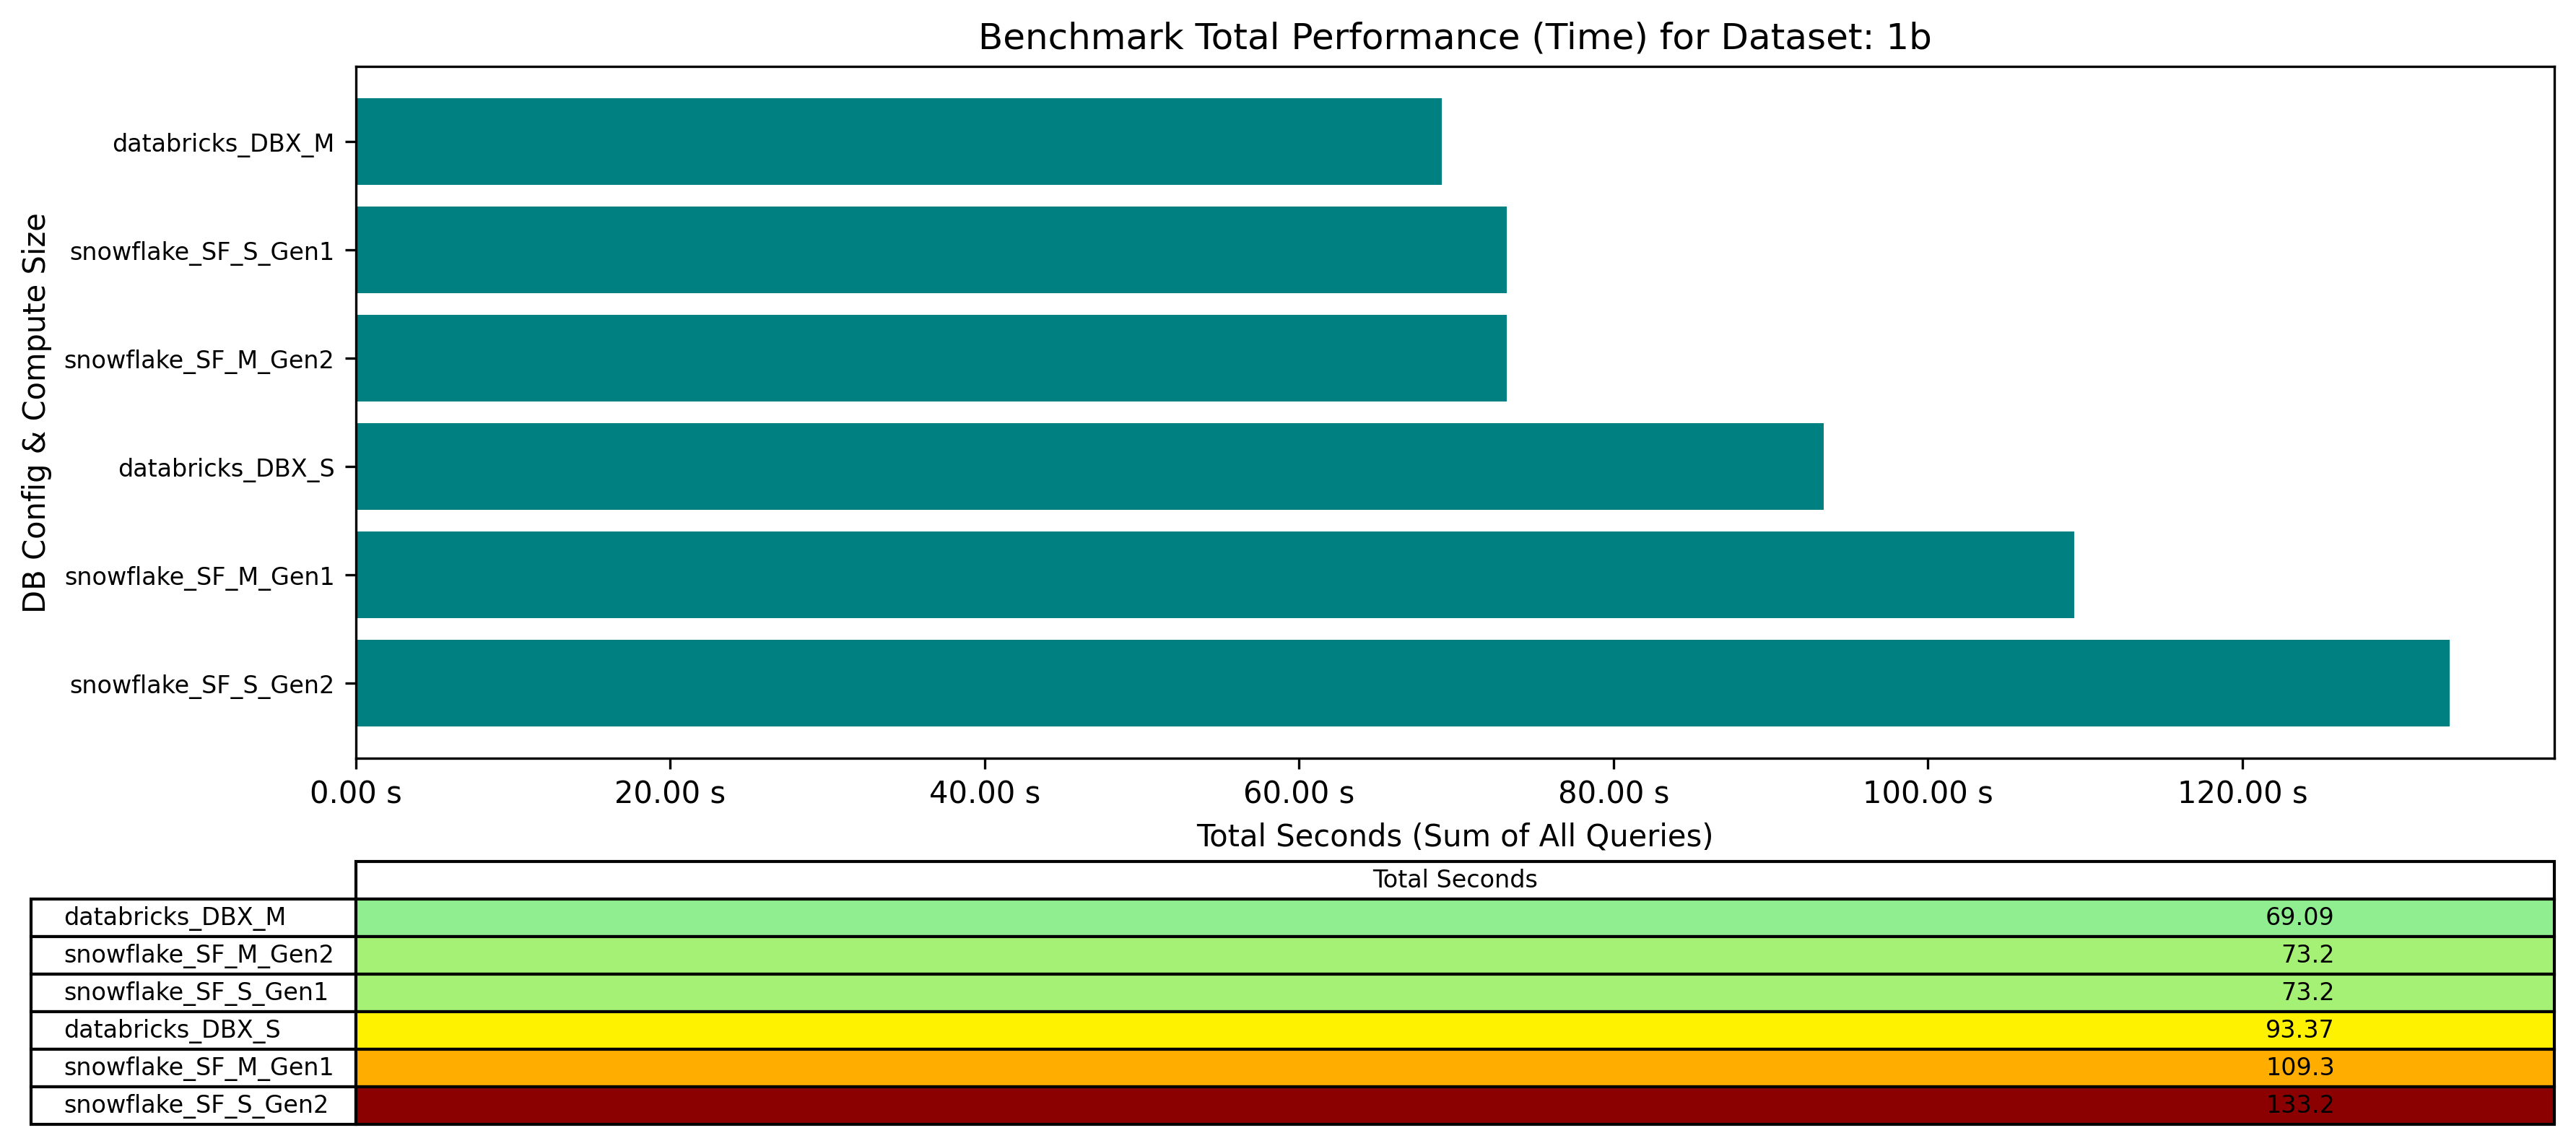 Benchmark Total Performance (Time) for Dataset: 1b
DB Config & Compute Size
databricks_DBX_M
snowflake_SF_S_Gen1
snowflake_SF_M_Gen2
databricks_DBX_S
snowflake_SF_M_Gen1
snowflake_SF_S_Gen2
0.00 s 20.00 s 40.00 s 60.00 s 80.00 s 100.00 s 120.00 s
Total Seconds (Sum of All Queries)
Total Seconds
databricks_DBX_M 69.09
snowflake_SF_M_Gen2 73.2
snowflake_SF_S_Gen1 73.2
databricks_DBX_S 93.37
snowflake_SF_M_Gen1 109.3
snowflake_SF_S_Gen2 133.2